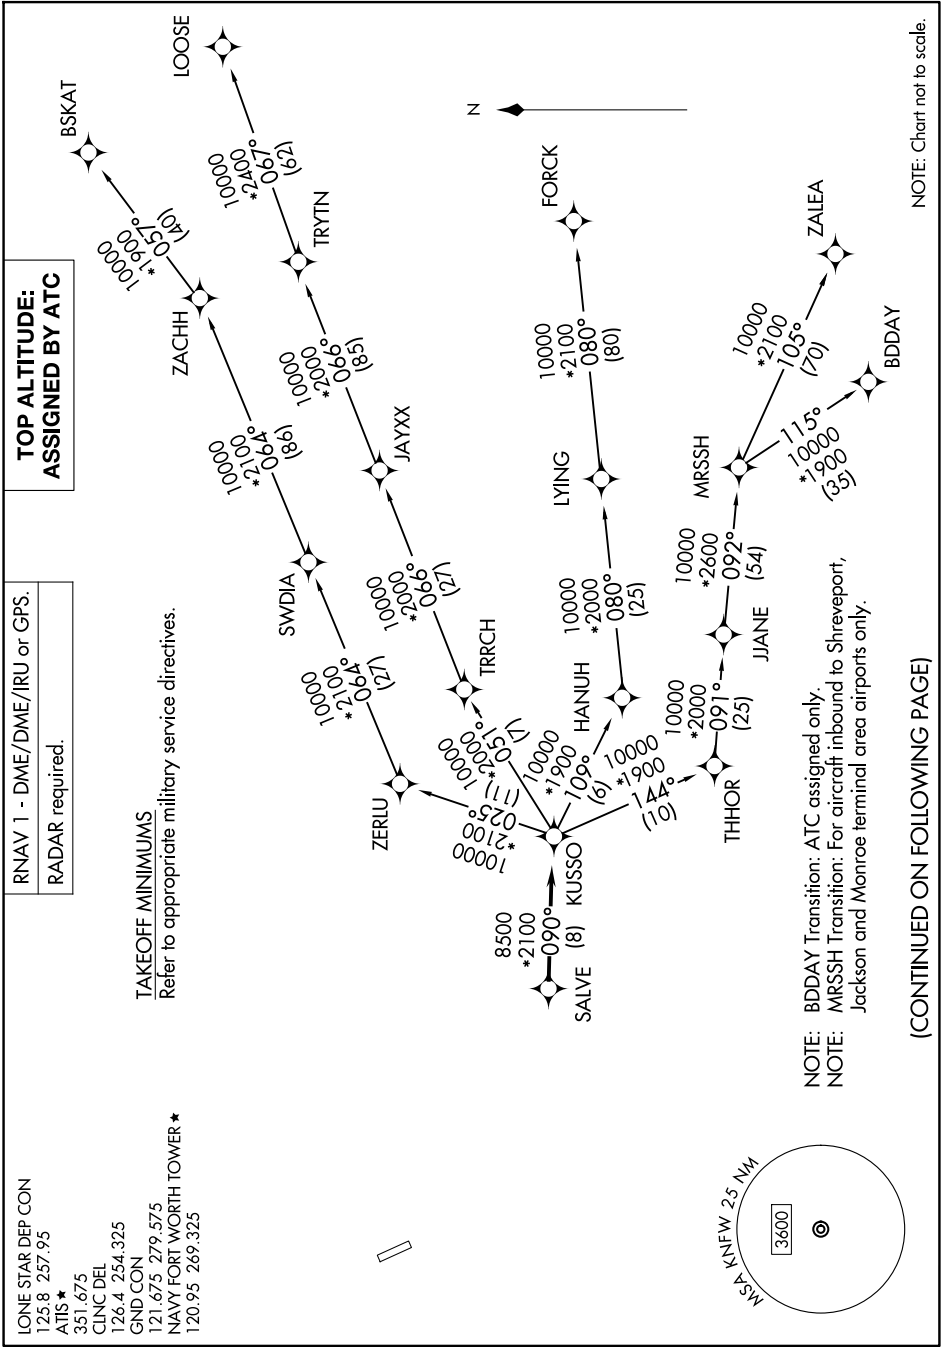 LONE STAR DEP CON
125.8 257.95
ATIS ★
351.675
CLNC DEL
126.4 254.325
GND CON
121.675 279.575
NAVY FORT WORTH TOWER ★
120.95 269.325
RNAV 1 - DME/DME/IRU or GPS.
RADAR required.
TOP ALTITUDE:
ASSIGNED BY ATC
TAKEOFF MINIMUMS
Refer to appropriate military service directives.
SALVE
8500
*2100
090°
(8)
KUSSO
10000
*2100
025°
(11)
ZERLU
10000
*2100
064°
(27)
SWDIA
10000
*2100
064°
(86)
ZACHH
10000
*1900
057°
(40)
BSKAT
10000
*2000
051°
(7)
TRRCH
10000
*2000
066°
(27)
JAYXX
10000
*2000
066°
(85)
TRYTN
10000
*2400
067°
(62)
LOOSE
10000
*1900
109°
(6)
HANUH
10000
*2000
080°
(25)
LYING
10000
*2100
080°
(80)
FORCK
10000
*1900
144°
(10)
THHOR
10000
*2000
091°
(25)
JJANE
10000
*2600
092°
(54)
MRSSH
10000
*2100
105°
(70)
ZALEA
115°
10000
*1900
(35)
BDDAY
N
MSA KNFW 25 NM
3600
NOTE: BDDAY Transition: ATC assigned only.
NOTE: MRSSH Transition: For aircraft inbound to Shreveport,
Jackson and Monroe terminal area airports only.
NOTE: Chart not to scale.
(CONTINUED ON FOLLOWING PAGE)